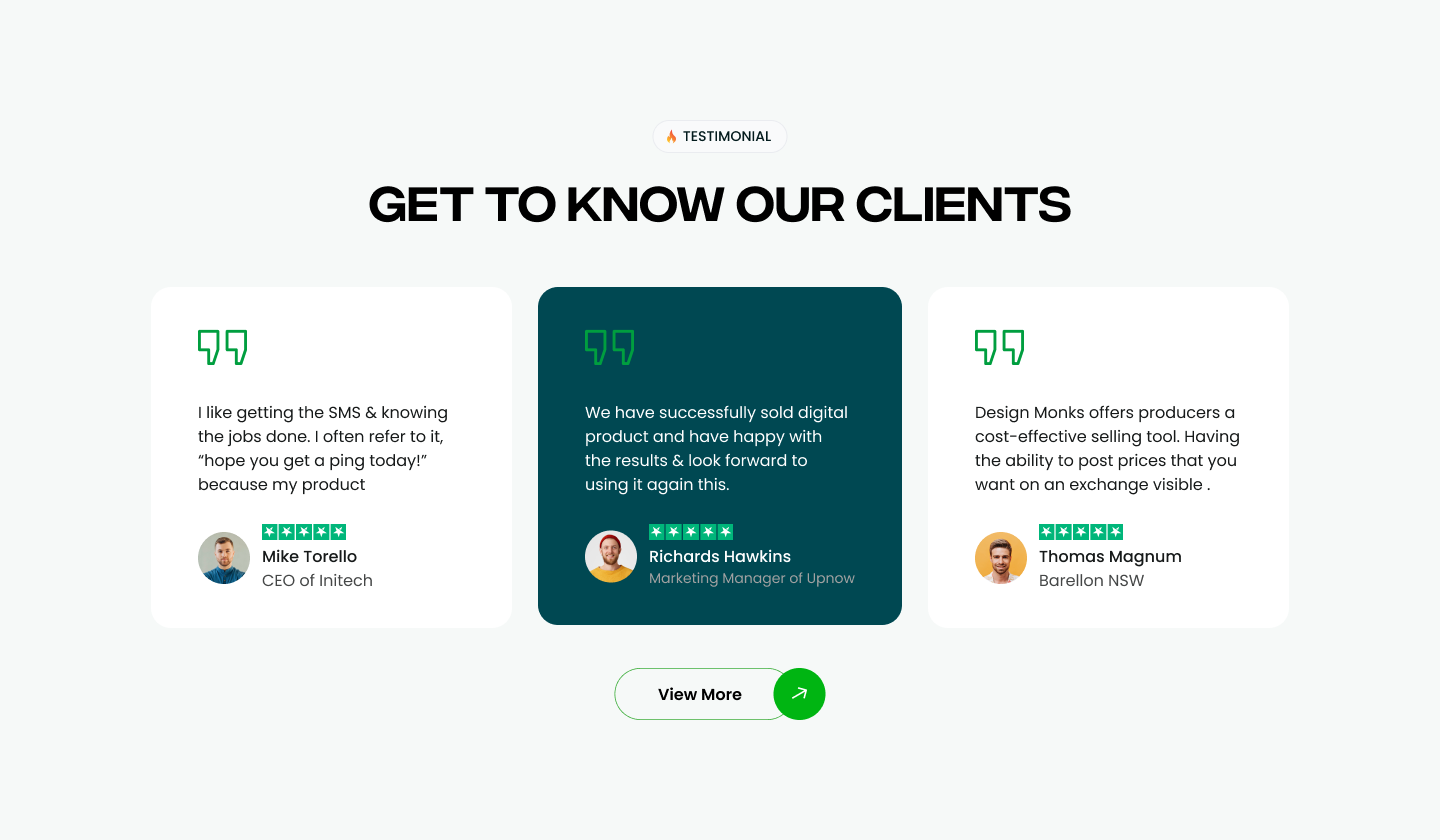 TESTIMONIAL
GET TO KNOW OUR CLIENTS
I like getting the SMS & knowing
the jobs done. I often refer to it,
“hope you get a ping today!”
because my product
Mike Torello
CEO of Initech
We have successfully sold digital
product and have happy with
the results & look forward to
using it again this.
Richards Hawkins
Marketing Manager of Upnow
Design Monks offers producers a
cost-effective selling tool. Having
the ability to post prices that you
want on an exchange visible .
Thomas Magnum
Barellon NSW
View More